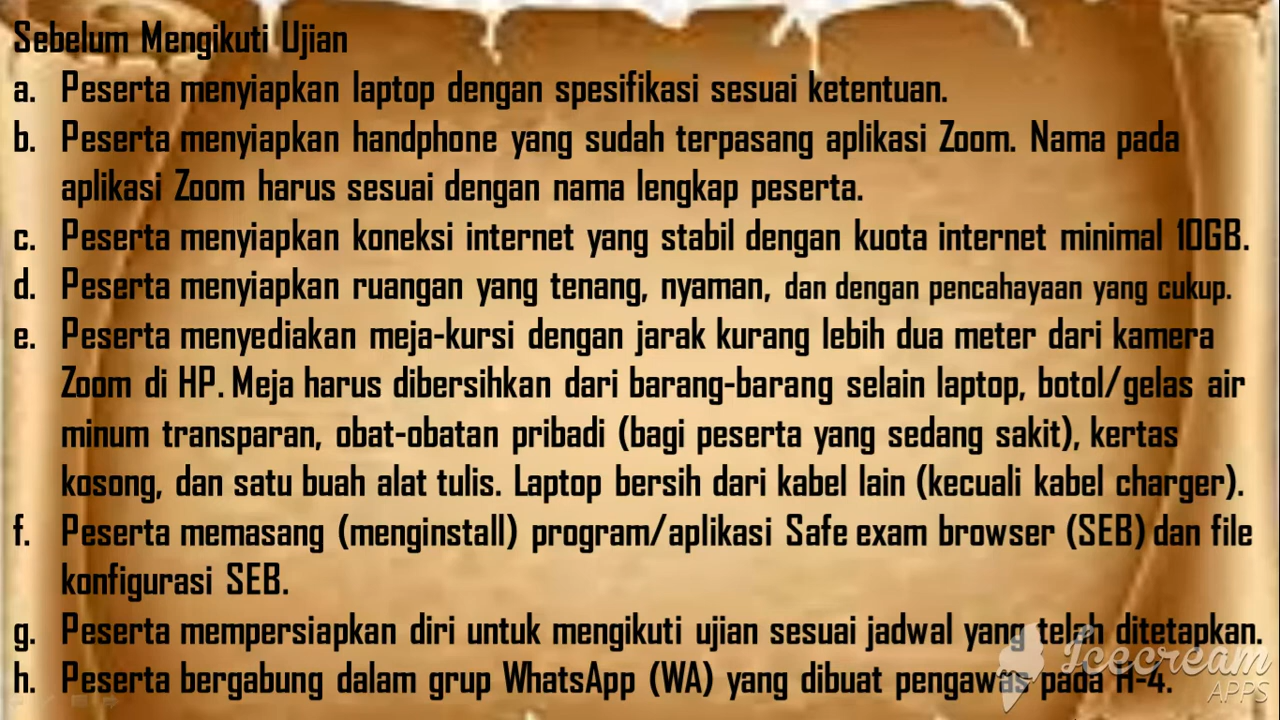 Sebelum Mengikuti Ujian
a. Peserta menyiapkan laptop dengan spesifikasi sesuai ketentuan.
b. Peserta menyiapkan handphone yang sudah terpasang aplikasi Zoom. Nama pada
aplikasi Zoom harus sesuai dengan nama lengkap peserta.
c. Peserta menyiapkan koneksi internet yang stabil dengan kuota internet minimal 10GB.
d. Peserta menyiapkan ruangan yang tenang, nyaman, dan dengan pencahayaan yang cukup.
e. Peserta menyediakan meja-kursi dengan jarak kurang lebih dua meter dari kamera
Zoom di HP. Meja harus dibersihkan dari barang-barang selain laptop, botol/gelas air
minum transparan, obat-obatan pribadi (bagi peserta yang sedang sakit), kertas
kosong, dan satu buah alat tulis. Laptop bersih dari kabel lain (kecuali kabel charger).
f. Peserta memasang (menginstall) program/aplikasi Safe exam browser (SEB) dan file
konfigurasi SEB.
g. Peserta mempersiapkan diri untuk mengikuti ujian sesuai jadwal yang telah ditetapkan.
h. Peserta bergabung dalam grup WhatsApp (WA) yang dibuat pengawas pada H-4.
Icecream
APPS